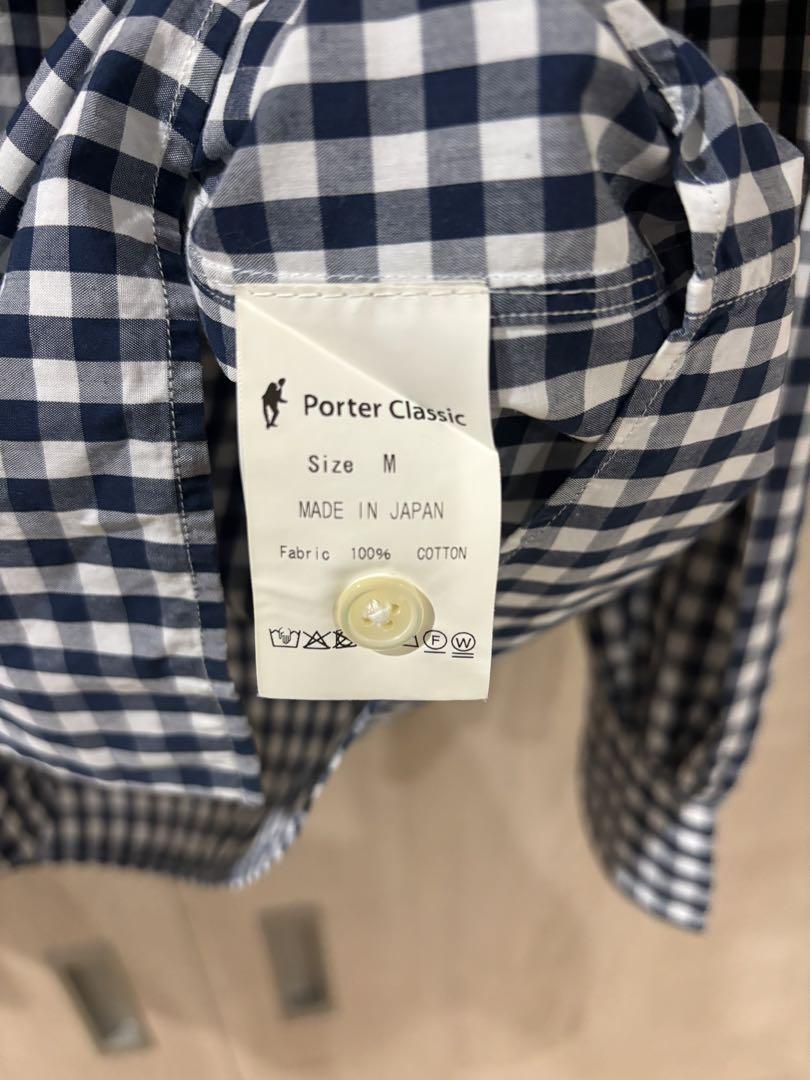 Porter Classic
Size M
MADE IN JAPAN
Fabric 100% COTTON
F W